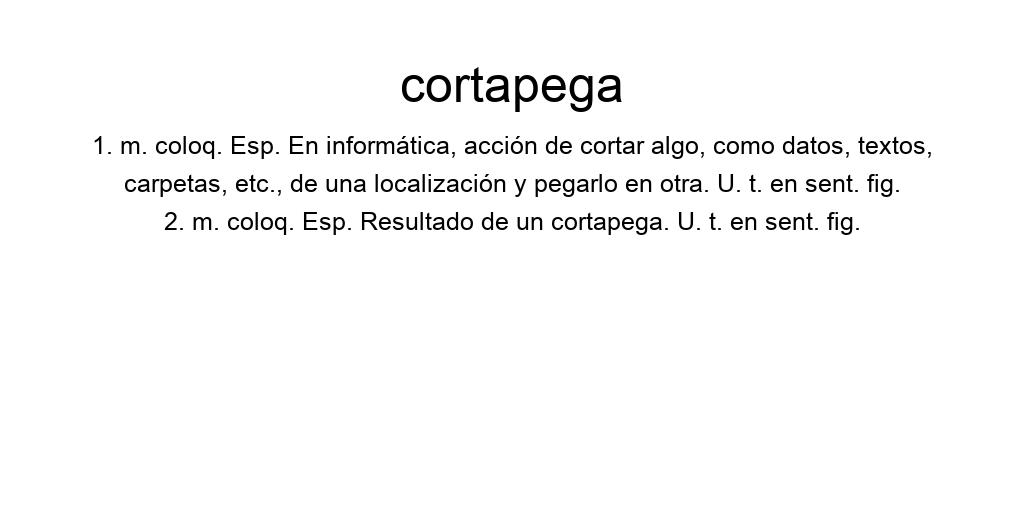 cortapega
1. m. coloq. Esp. En informática, acción de cortar algo, como datos, textos,
carpetas, etc., de una localización y pegarlo en otra. U. t. en sent. fig.
2. m. coloq. Esp. Resultado de un cortapega. U. t. en sent. fig.